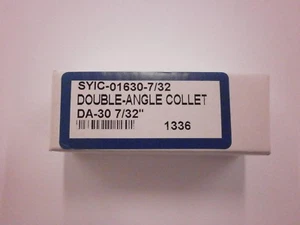 SYIC-01630-7/32
DOUBLE-ANGLE COLLET
DA-30 7/32"
1336